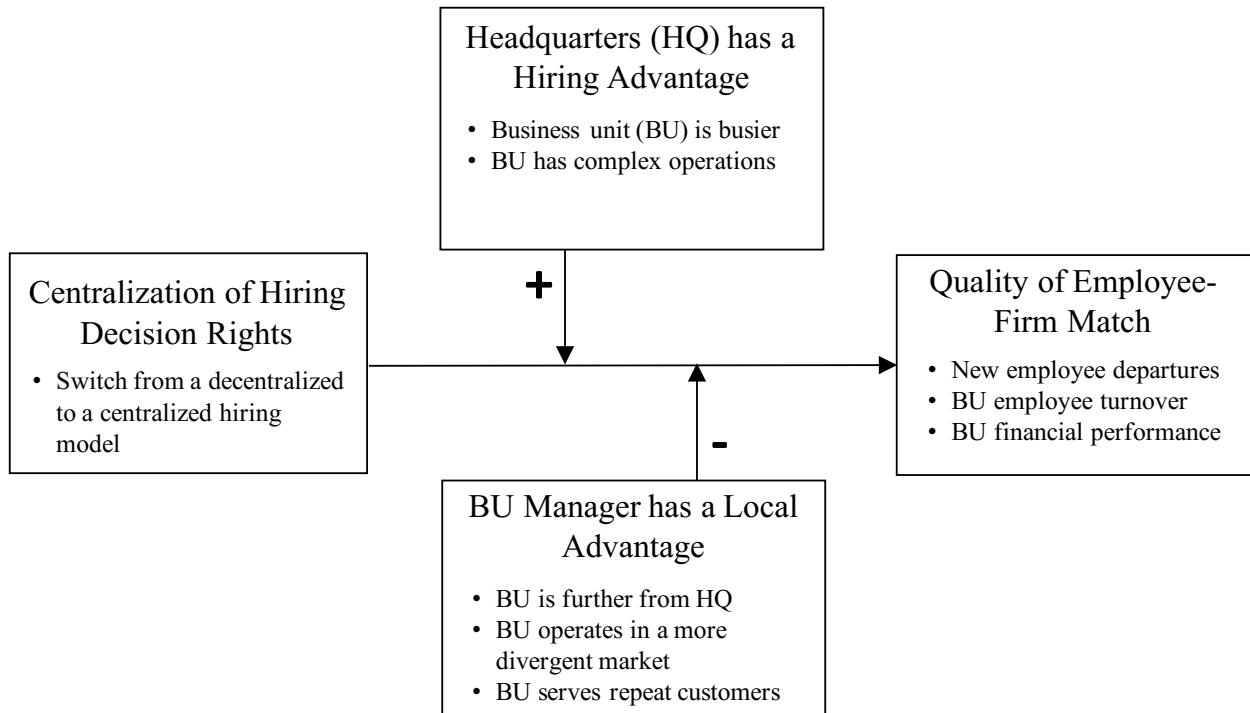 Headquarters (HQ) has a
Hiring Advantage
• Business unit (BU) is busier
• BU has complex operations
+
Centralization of Hiring
Decision Rights
• Switch from a decentralized
to a centralized hiring
model
Quality of Employee-
Firm Match
• New employee departures
• BU employee turnover
• BU financial performance
-
BU Manager has a Local
Advantage
• BU is further from HQ
• BU operates in a more
divergent market
• BU serves repeat customers